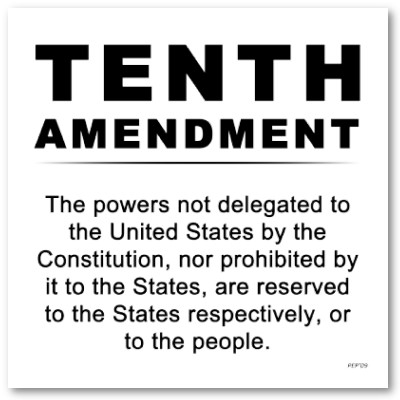 TENTH
AMENDMENT
The powers not delegated to
the United States by the
Constitution, nor prohibited by
it to the States, are reserved
to the States respectively, or
to the people.